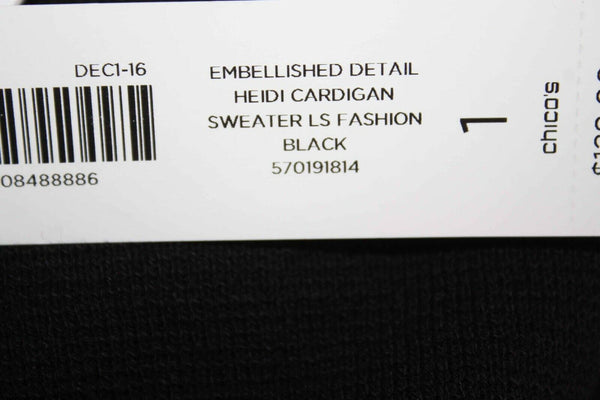 DEC1-16
08488886
EMBELLISHED DETAIL
HEIDI CARDIGAN
SWEATER LS FASHION
BLACK
570191814
1
chico's